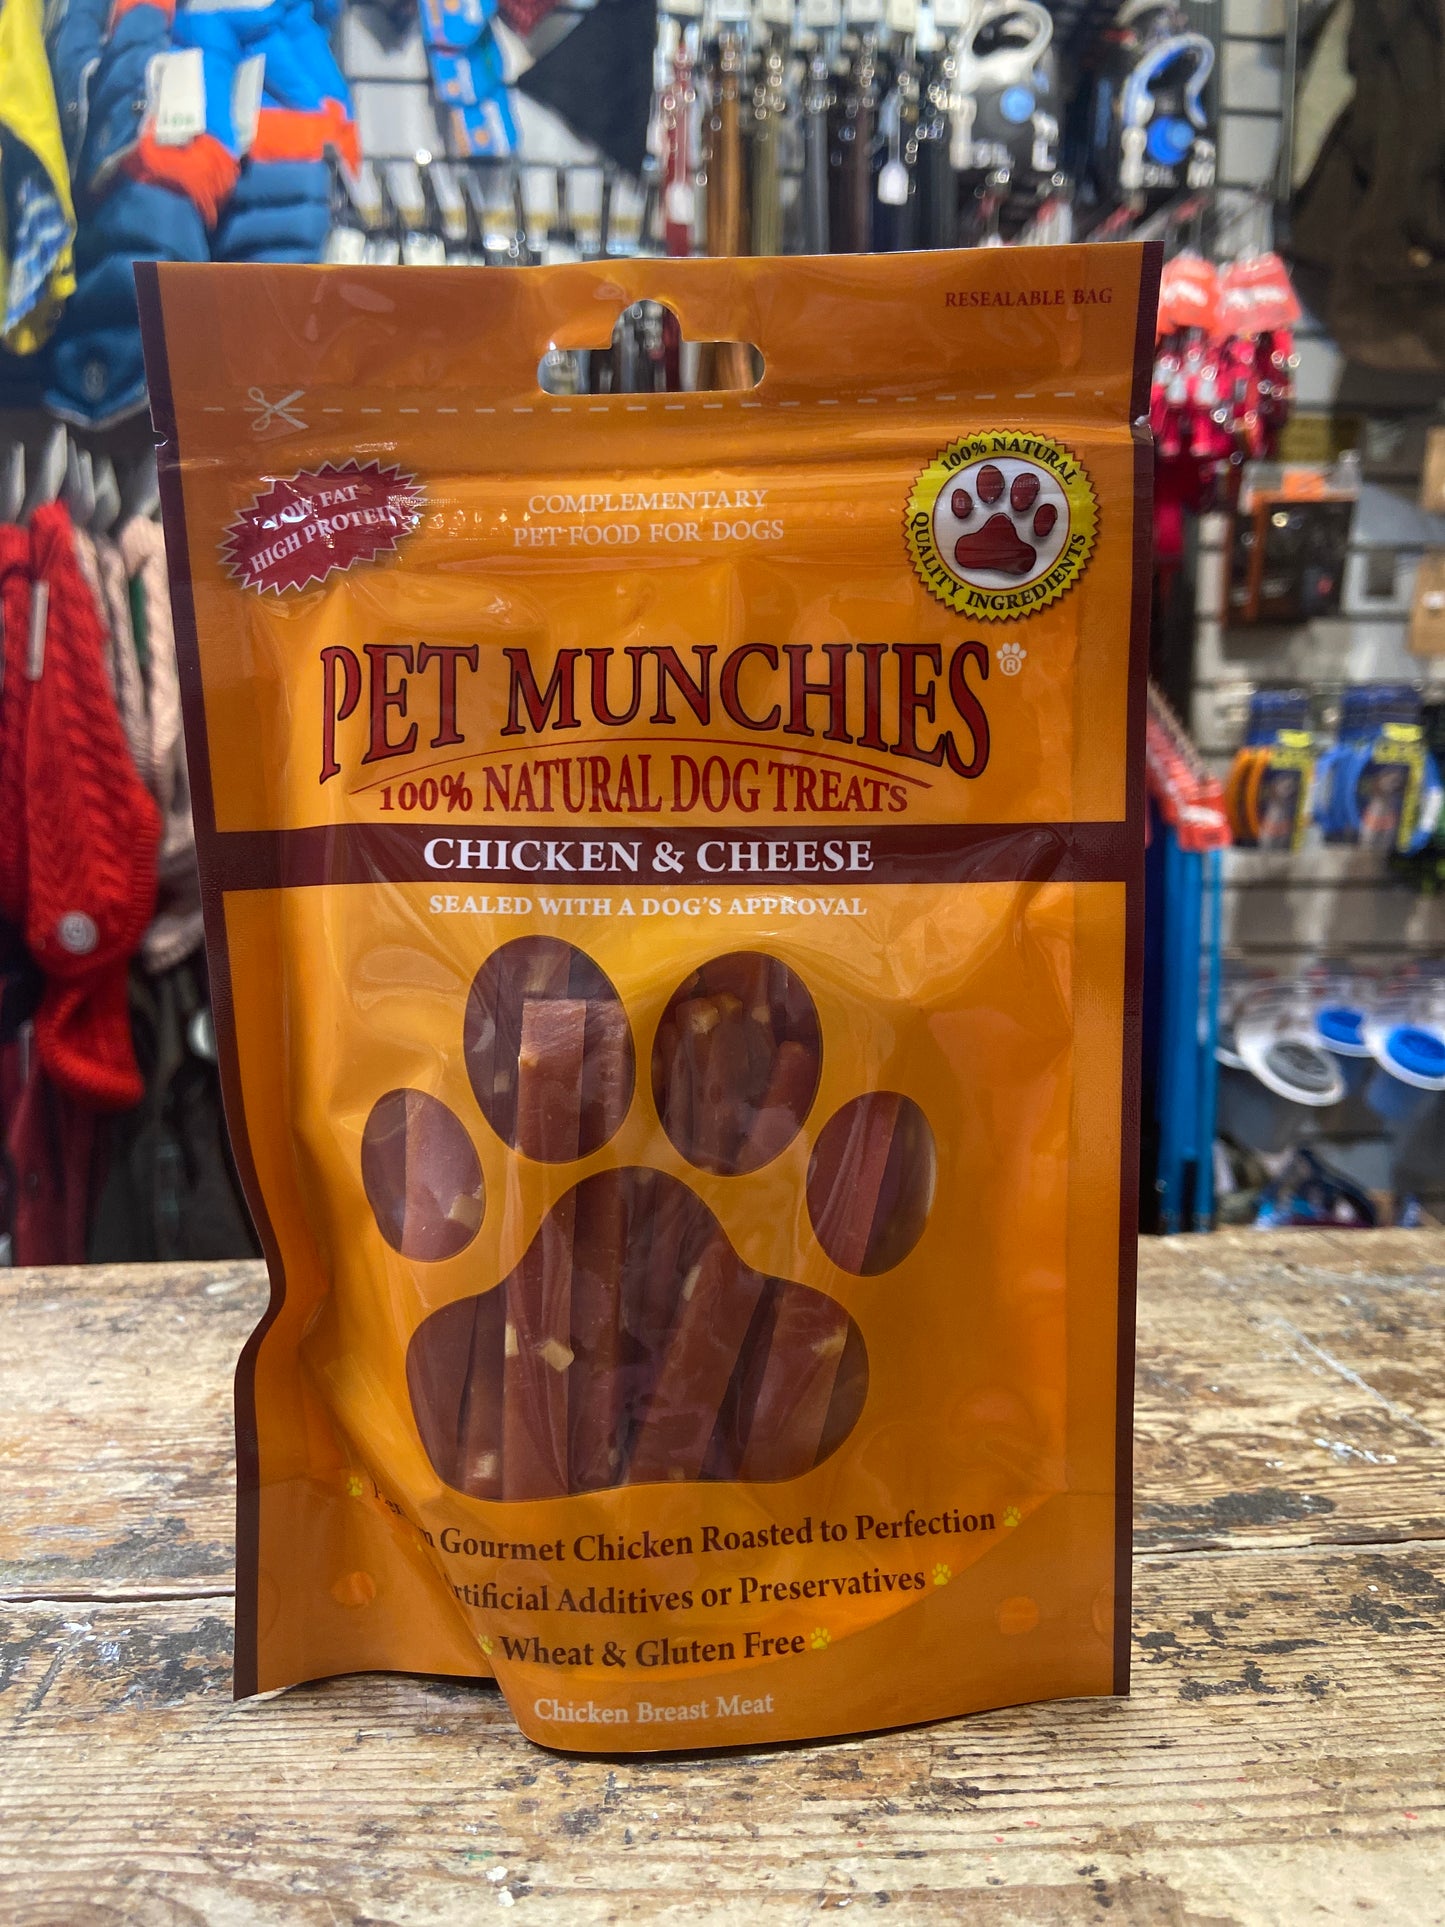 RESEALABLE BAG
LOW FAT
HIGH PROTEIN
COMPLEMENTARY
PET FOOD FOR DOGS
100% NATURAL
QUALITY INGREDIENTS
PET MUNCHIES®
100% NATURAL DOG TREATS
CHICKEN & CHEESE
SEALED WITH A DOG'S APPROVAL
Gourmet Chicken Roasted to Perfection
Additives or Preservatives
Wheat & Gluten Free
Chicken Breast Meat